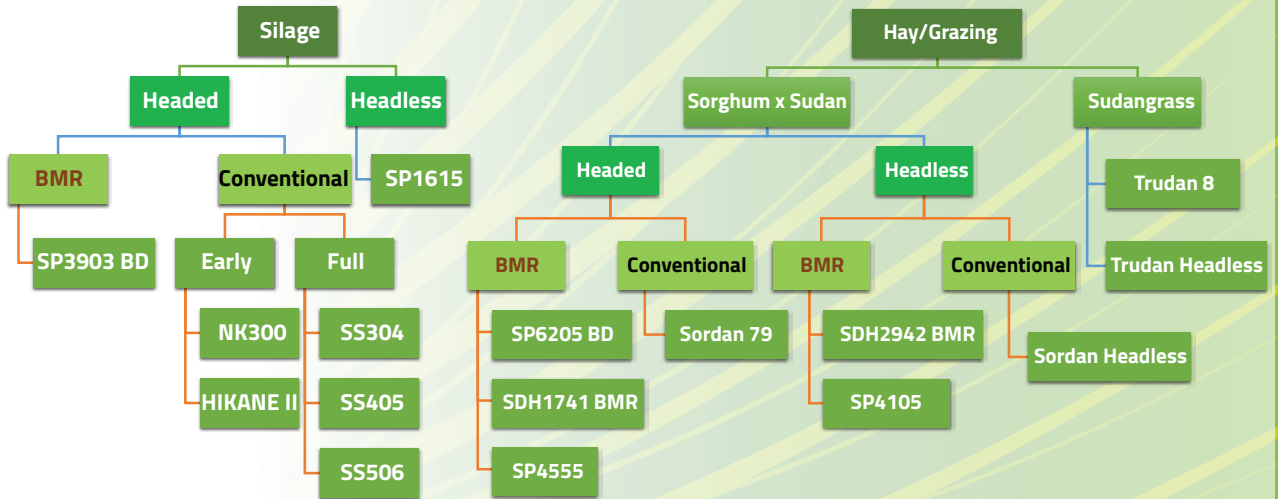 Silage
Headed
Headless
BMR
Conventional
SP1615
SP3903 BD
Early
Full
NK300
HIKANE II
SS304
SS405
SS506
Hay/Grazing
Sorghum x Sudan
Sudangrass
Headed
Headless
Trudan 8
Trudan Headless
BMR
Conventional
BMR
Conventional
SP6205 BD
SDH1741 BMR
SP4555
Sordan 79
SDH2942 BMR
SP4105
Sordan Headless